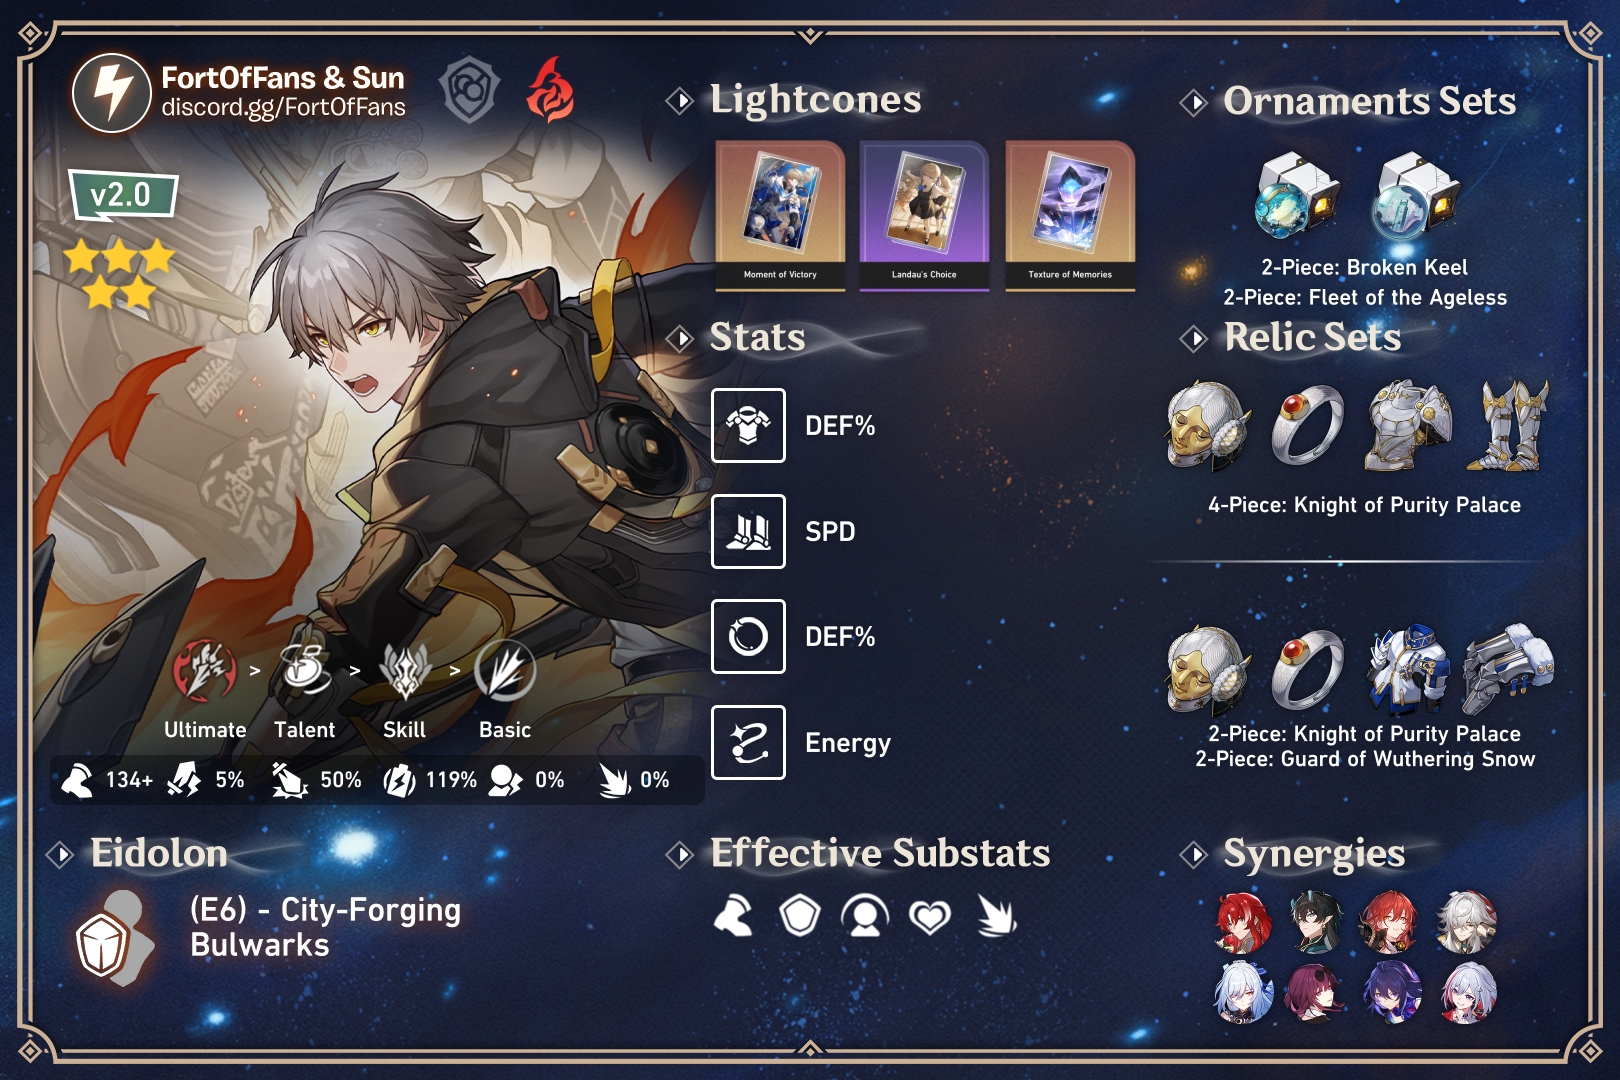 FortOfFans & Sun
discord.gg/FortOfFans
v2.0
Ultimate > Talent > Skill > Basic
134+ 5% 50% 119% 0% 0%
Eidolon
(E6) - City-Forging
Bulwarks
Lightcones
Moment of Victory
Landau's Choice
Texture of Memories
Stats
DEF%
SPD
DEF%
Energy
Effective Substats
Ornaments Sets
2-Piece: Broken Keel
2-Piece: Fleet of the Ageless
Relic Sets
4-Piece: Knight of Purity Palace
2-Piece: Knight of Purity Palace
2-Piece: Guard of Wuthering Snow
Synergies